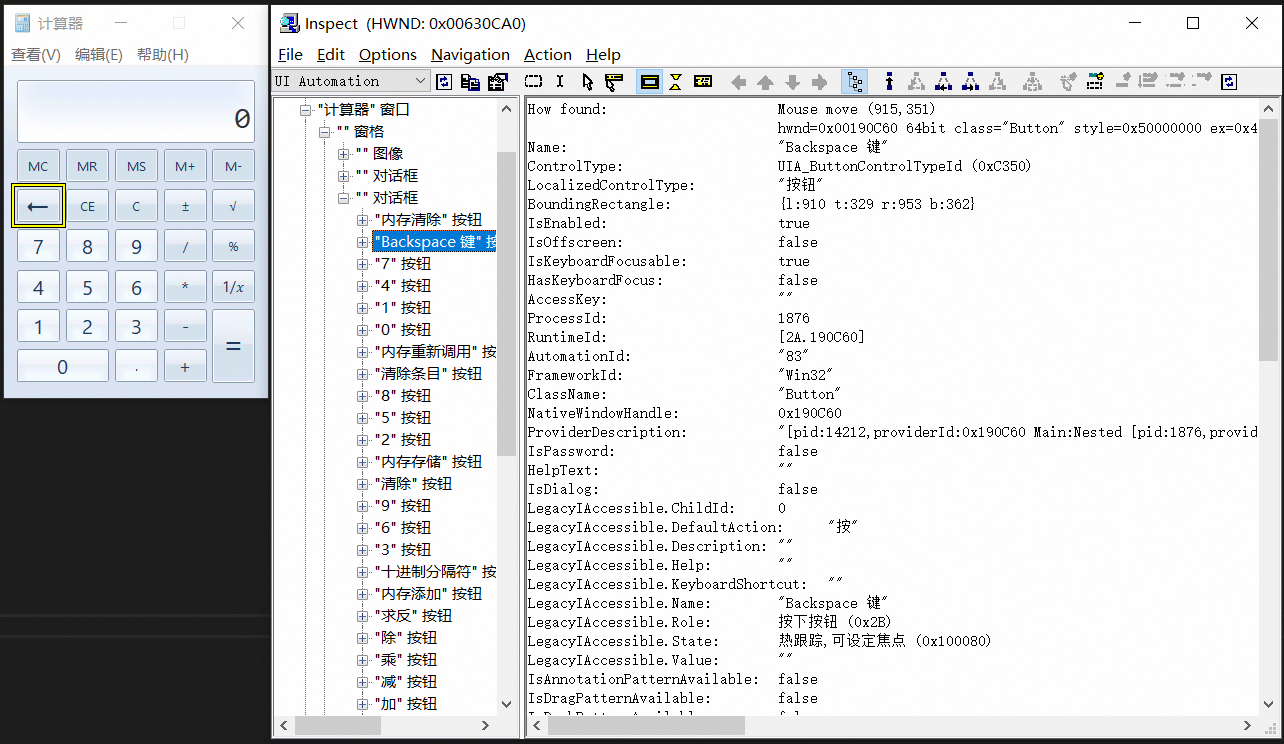 计算器
查看(V) 编辑(E) 帮助(H)
0
MC MR MS M+ M-
← CE C ± √
7 8 9 / %
4 5 6 * 1/x
1 2 3 - =
0 . +
Inspect (HWND: 0x00630CA0)
File Edit Options Navigation Action Help
UI Automation
"计算器" 窗口
"" 窗格
"" 图像
"" 对话框
"" 对话框
"内存清除" 按钮
"Backspace 键" 按
"7" 按钮
"4" 按钮
"1" 按钮
"0" 按钮
"内存重新调用" 按
"清除条目" 按钮
"8" 按钮
"5" 按钮
"2" 按钮
"内存存储" 按钮
"清除" 按钮
"9" 按钮
"6" 按钮
"3" 按钮
"十进制分隔符" 按
"内存添加" 按钮
"求反" 按钮
"除" 按钮
"乘" 按钮
"减" 按钮
"加" 按钮
How found: Mouse move (915,351)
hwnd=0x00190C60 64bit class="Button" style=0x50000000 ex=0x4
Name: "Backspace 键"
ControlType: UIA_ButtonControlTypeId (0xC350)
LocalizedControlType: "按钮"
BoundingRectangle: {l:910 t:329 r:953 b:362}
IsEnabled: true
IsOffscreen: false
IsKeyboardFocusable: true
HasKeyboardFocus: false
AccessKey: ""
ProcessId: 1876
RuntimeId: [2A.190C60]
AutomationId: "83"
FrameworkId: "Win32"
ClassName: "Button"
NativeWindowHandle: 0x190C60
ProviderDescription: "[pid:14212,providerId:0x190C60 Main:Nested [pid:1876,provid
IsPassword: false
HelpText: ""
IsDialog: false
LegacyIAccessible.ChildId: 0
LegacyIAccessible.DefaultAction: "按"
LegacyIAccessible.Description: ""
LegacyIAccessible.Help: ""
LegacyIAccessible.KeyboardShortcut: ""
LegacyIAccessible.Name: "Backspace 键"
LegacyIAccessible.Role: 按下按钮 (0x2B)
LegacyIAccessible.State: 热跟踪,可设定焦点 (0x100080)
LegacyIAccessible.Value: ""
IsAnnotationPatternAvailable: false
IsDragPatternAvailable: false